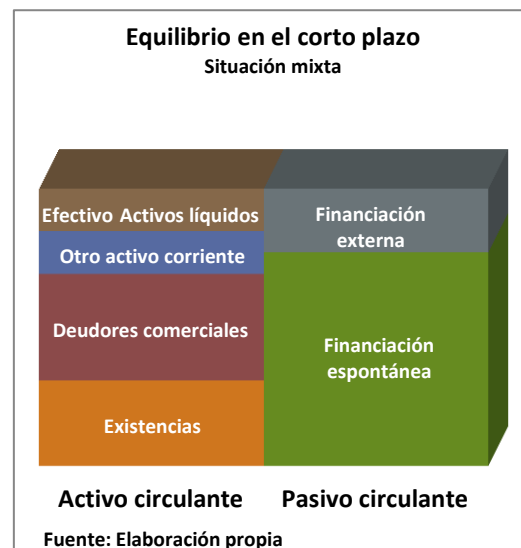 Equilibrio en el corto plazo
Situación mixta
Efectivo Activos líquidos
Otro activo corriente
Deudores comerciales
Existencias
Financiación
externa
Financiación
espontánea
Activo circulante
Pasivo circulante
Fuente: Elaboración propia